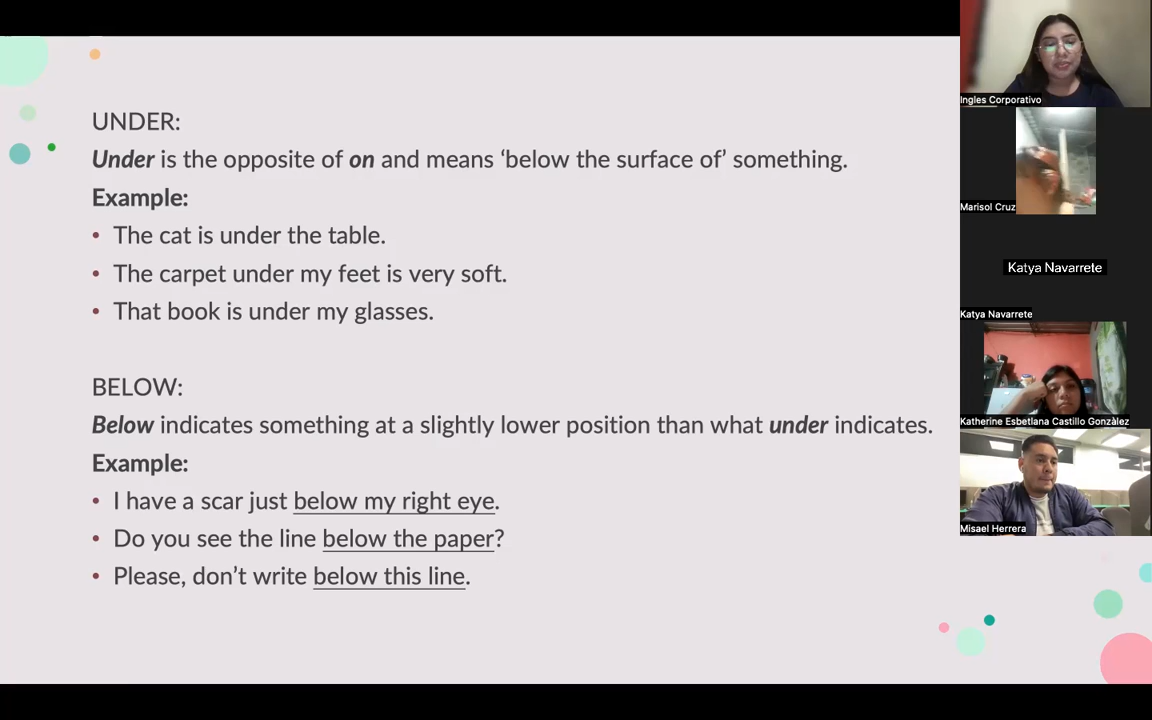 UNDER:
Under is the opposite of on and means ‘below the surface of’ something.
Example:
• The cat is under the table.
• The carpet under my feet is very soft.
• That book is under my glasses.
BELOW:
Below indicates something at a slightly lower position than what under indicates.
Example:
• I have a scar just below my right eye.
• Do you see the line below the paper?
• Please, don’t write below this line.
Ingles Corporativo
Marisol Cruz
Katya Navarrete
Katya Navarrete
Katherine Esbetlana Castillo Gonzàlez
Misael Herrera